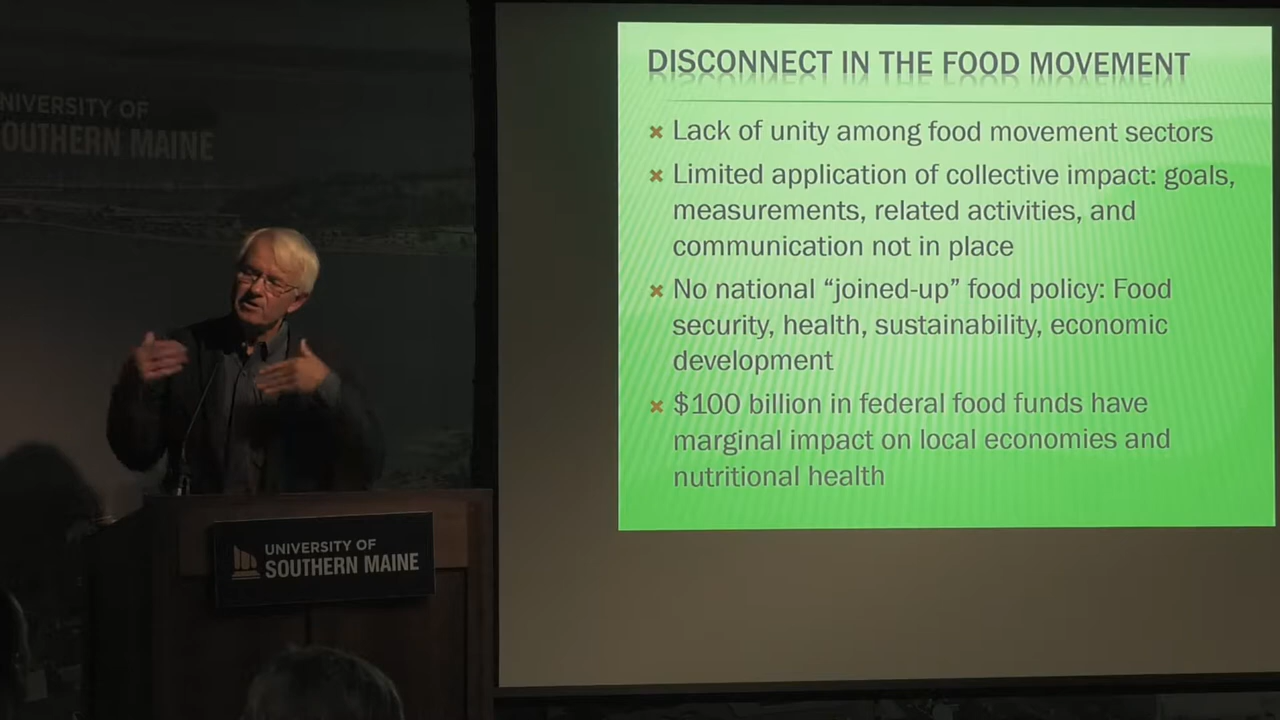 NIVERSITY OF
OUTHERN MAINE
DISCONNECT IN THE FOOD MOVEMENT
Lack of unity among food movement sectors
Limited application of collective impact: goals,
measurements, related activities, and
communication not in place
No national “joined-up” food policy: Food
security, health, sustainability, economic
development
$100 billion in federal food funds have
marginal impact on local economies and
nutritional health
UNIVERSITY OF
SOUTHERN MAINE